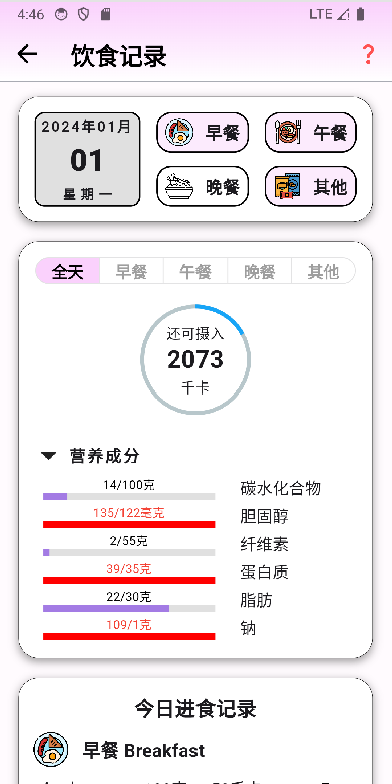 4:46 LTE
饮食记录 ?
2024年01月
01
星期一
早餐 午餐
晚餐 其他
全天 早餐 午餐 晚餐 其他
还可摄入
2073
千卡
营养成分
14/100克 碳水化合物
135/122毫克 胆固醇
2/55克 纤维素
39/35克 蛋白质
22/30克 脂肪
109/1克 钠
今日进食记录
早餐 Breakfast